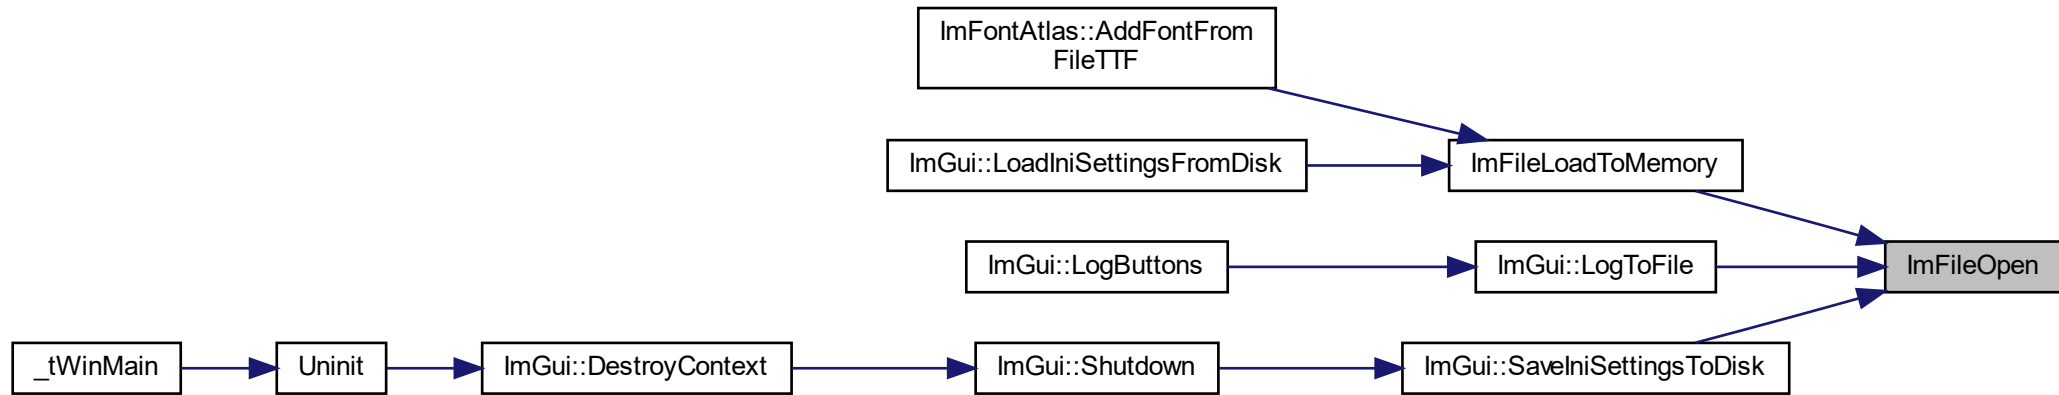 ImFontAtlas::AddFontFrom
FileTTF
ImGui::LoadIniSettingsFromDisk
ImFileLoadToMemory
ImGui::LogButtons
ImGui::LogToFile
ImFileOpen
_tWinMain
Uninit
ImGui::DestroyContext
ImGui::Shutdown
ImGui::SaveIniSettingsToDisk